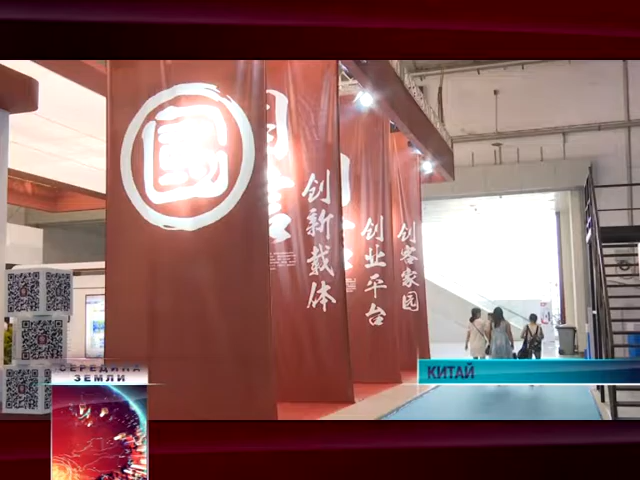 國
创新载体
创业平台
创客家园
КИТАЙ
СЕРЕДИНА
ЗЕМЛИ